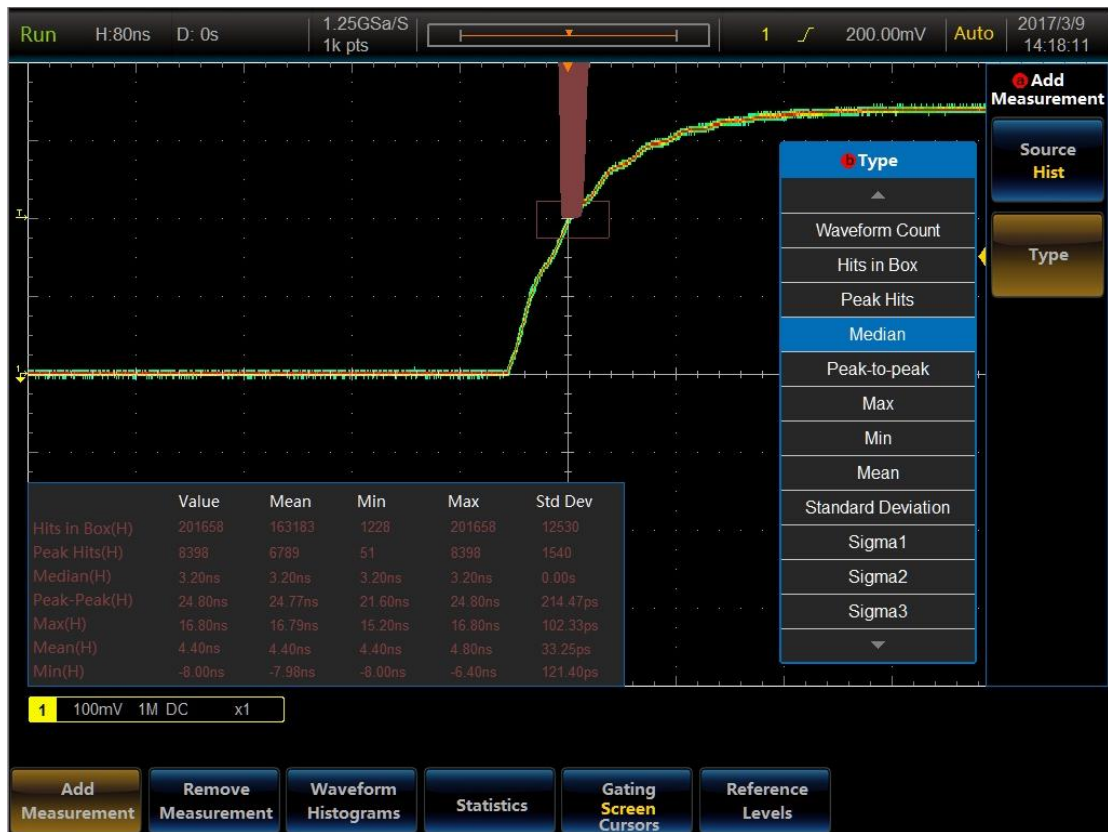 Run H:80ns D: 0s 1.25GSa/S 1 200.00mV Auto 2017/3/9
1k pts 14:18:11
a Add
Measurement
Source
Hist
Type
b Type
Waveform Count
Hits in Box
Peak Hits
Median
Peak-to-peak
Max
Min
Mean
Standard Deviation
Sigma1
Sigma2
Sigma3
T
1
Value Mean Min Max Std Dev
Hits in Box(H) 201658 163183 1228 201658 12530
Peak Hits(H) 8398 6789 51 8398 1540
Median(H) 3.20ns 3.20ns 3.20ns 3.20ns 0.00s
Peak-Peak(H) 24.80ns 24.77ns 21.60ns 24.80ns 214.47ps
Max(H) 16.80ns 16.79ns 15.20ns 16.80ns 102.33ps
Mean(H) 4.40ns 4.40ns 4.40ns 4.80ns 33.25ps
Min(H) -8.00ns -7.98ns -8.00ns -6.40ns 121.40ps
1 100mV 1M DC x1
Add
Measurement
Remove
Measurement
Waveform
Histograms
Statistics
Gating
Screen
Cursors
Reference
Levels